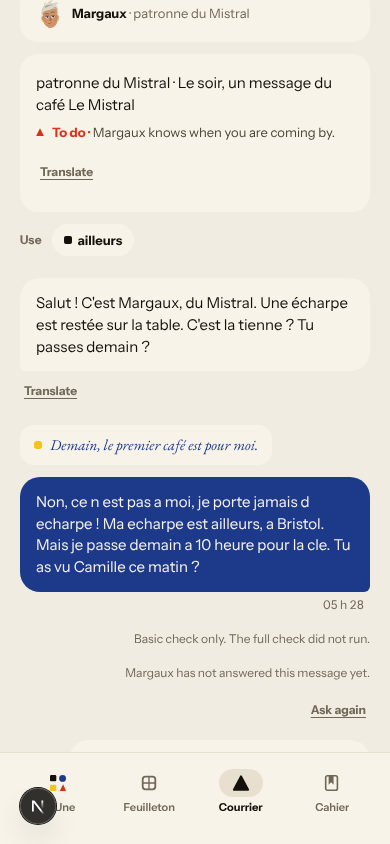 Margaux · patronne du Mistral
patronne du Mistral · Le soir, un message du
café Le Mistral
To do · Margaux knows when you are coming by.
Translate
Use ailleurs
Salut ! C'est Margaux, du Mistral. Une écharpe
est restée sur la table. C'est la tienne ? Tu
passes demain ?
Translate
Demain, le premier café est pour moi.
Non, ce n est pas a moi, je porte jamais d
echarpe ! Ma echarpe est ailleurs, a Bristol.
Mais je passe demain a 10 heure pour la cle. Tu
as vu Camille ce matin ?
05 h 28
Basic check only. The full check did not run.
Margaux has not answered this message yet.
Ask again
N
Une
Feuilleton
Courrier
Cahier